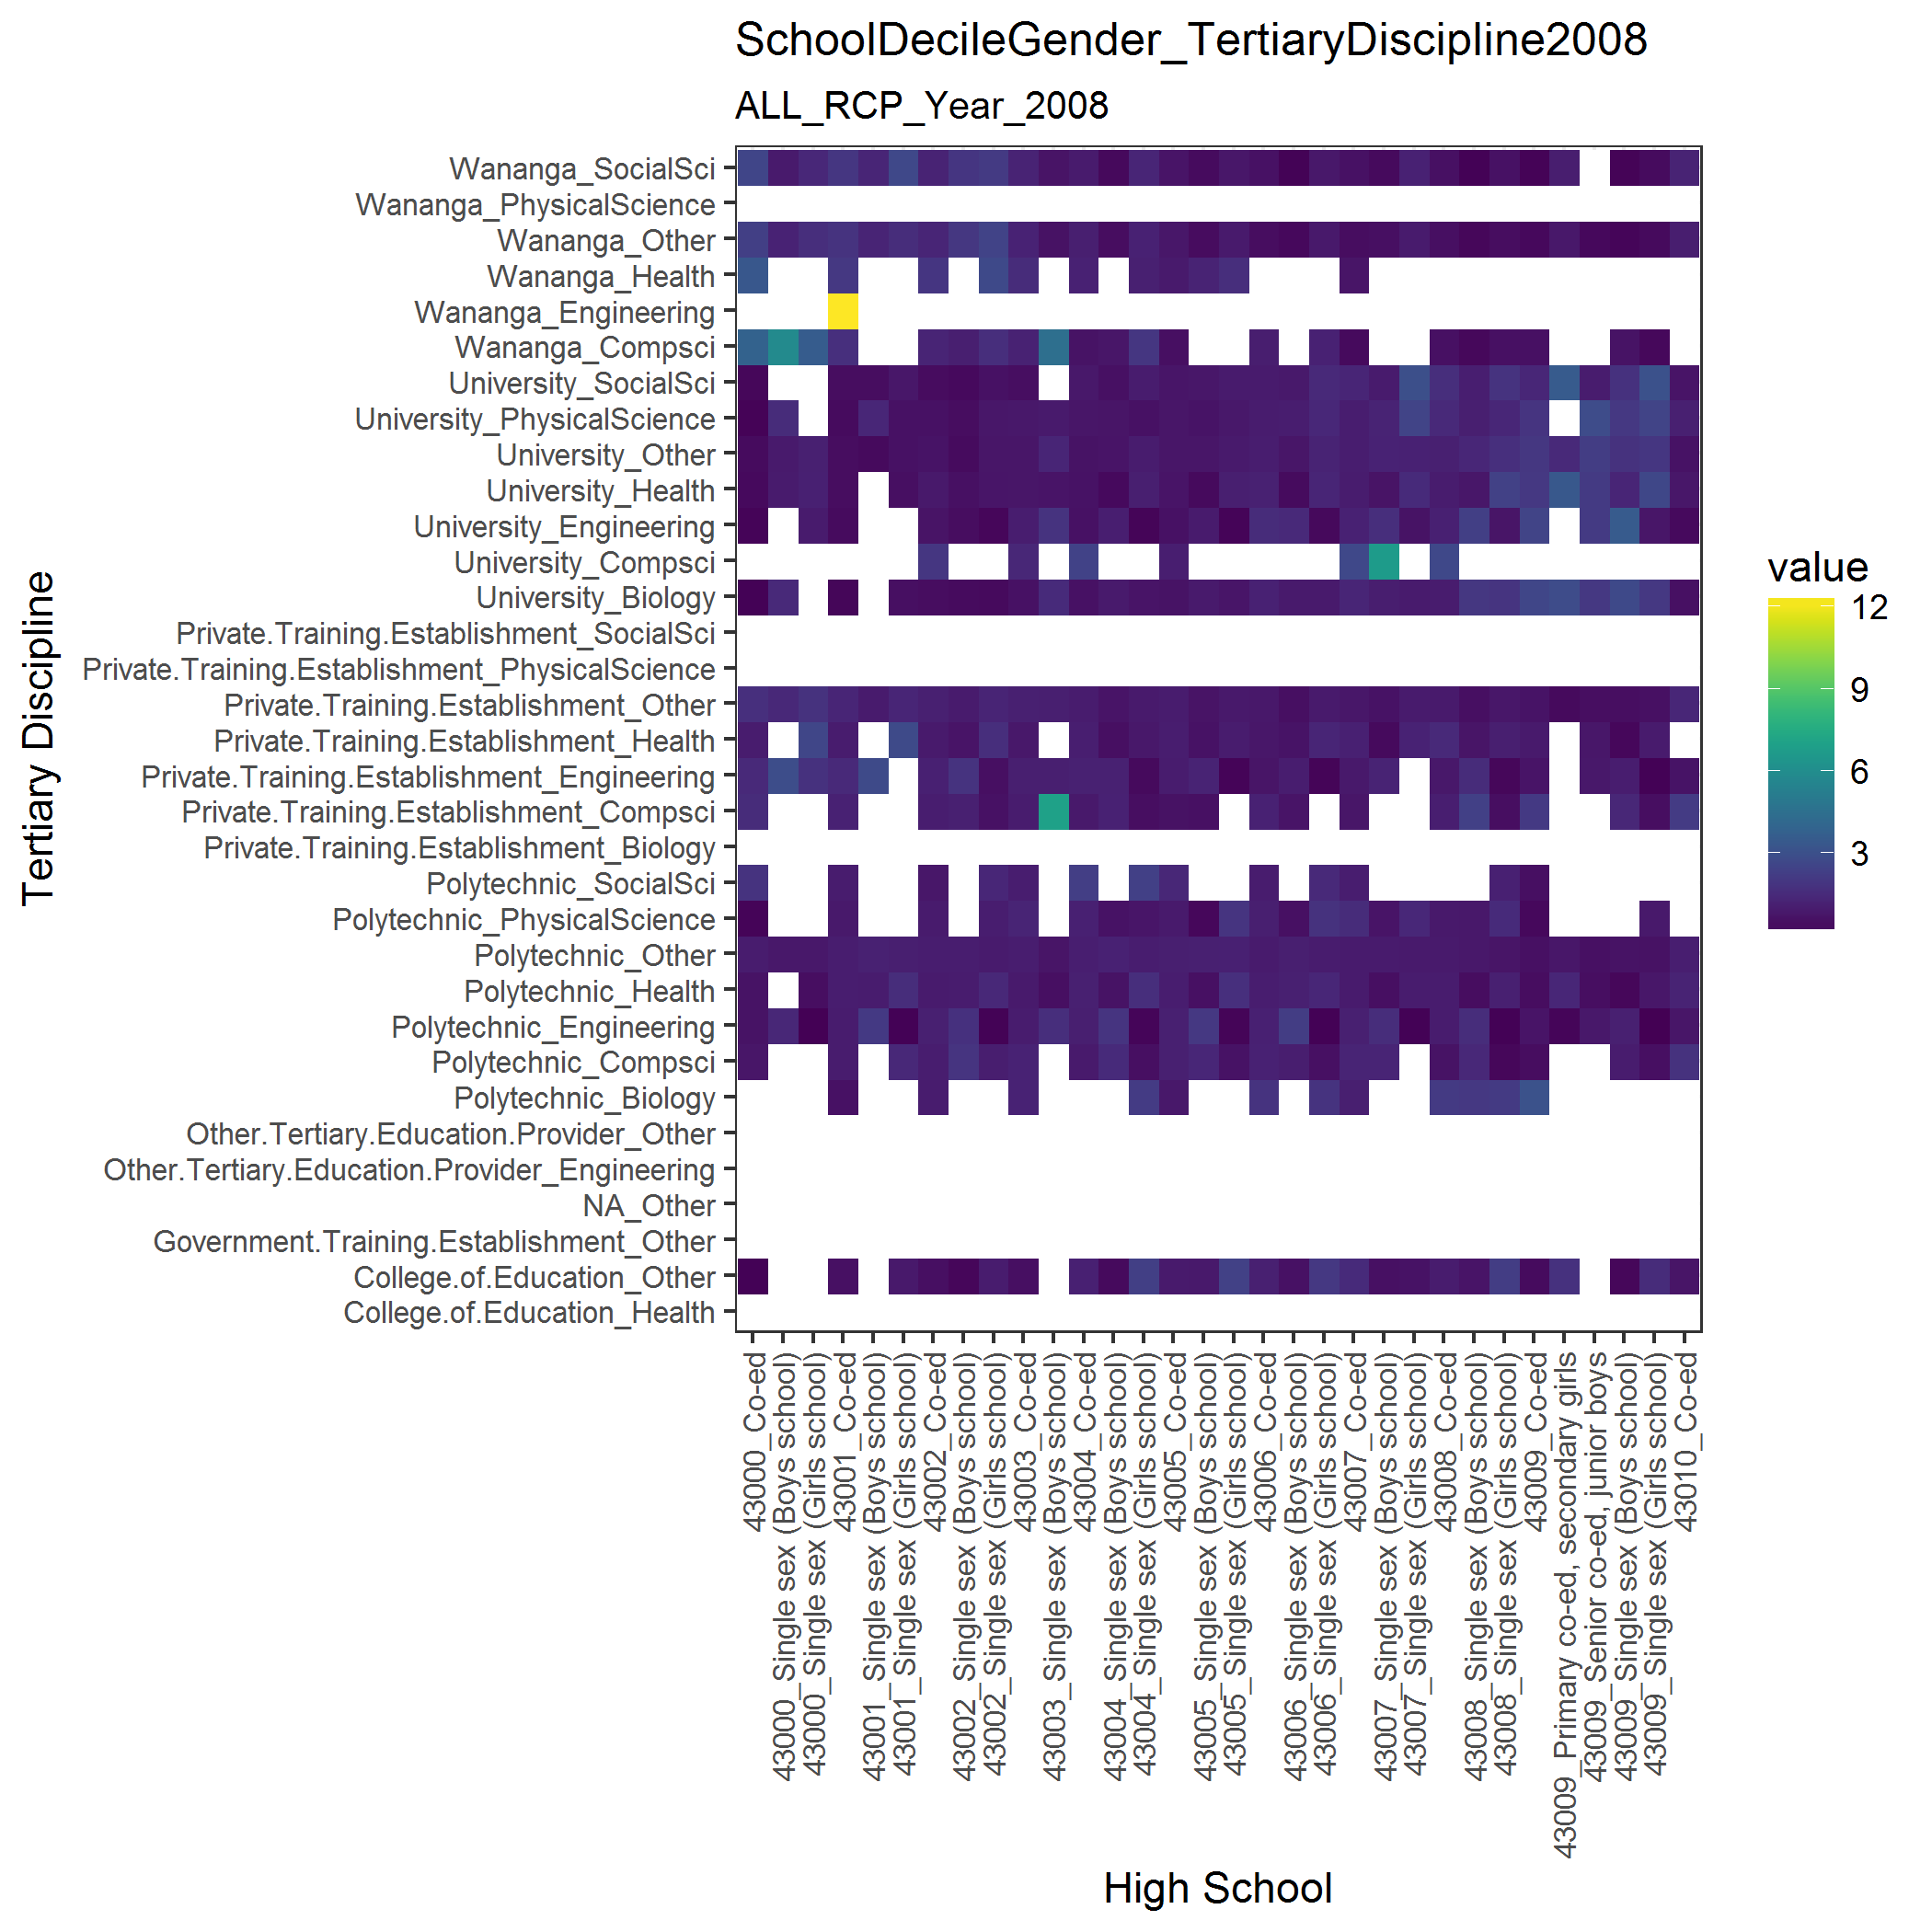 SchoolDecileGender_TertiaryDiscipline2008
ALL_RCP_Year_2008
Tertiary Discipline
Wananga_SocialSci
Wananga_PhysicalScience
Wananga_Other
Wananga_Health
Wananga_Engineering
Wananga_Compsci
University_SocialSci
University_PhysicalScience
University_Other
University_Health
University_Engineering
University_Compsci
University_Biology
Private.Training.Establishment_SocialSci
Private.Training.Establishment_PhysicalScience
Private.Training.Establishment_Other
Private.Training.Establishment_Health
Private.Training.Establishment_Engineering
Private.Training.Establishment_Compsci
Private.Training.Establishment_Biology
Polytechnic_SocialSci
Polytechnic_PhysicalScience
Polytechnic_Other
Polytechnic_Health
Polytechnic_Engineering
Polytechnic_Compsci
Polytechnic_Biology
Other.Tertiary.Education.Provider_Other
Other.Tertiary.Education.Provider_Engineering
NA_Other
Government.Training.Establishment_Other
College.of.Education_Other
College.of.Education_Health
43000_Co-ed
43000_Single sex (Boys school)
43000_Single sex (Girls school)
43001_Co-ed
43001_Single sex (Boys school)
43001_Single sex (Girls school)
43002_Co-ed
43002_Single sex (Boys school)
43002_Single sex (Girls school)
43003_Co-ed
43003_Single sex (Boys school)
43004_Co-ed
43004_Single sex (Boys school)
43004_Single sex (Girls school)
43005_Co-ed
43005_Single sex (Boys school)
43005_Single sex (Girls school)
43006_Co-ed
43006_Single sex (Boys school)
43006_Single sex (Girls school)
43007_Co-ed
43007_Single sex (Boys school)
43007_Single sex (Girls school)
43008_Co-ed
43008_Single sex (Boys school)
43008_Single sex (Girls school)
43009_Co-ed
43009_Primary co-ed, secondary girls
43009_Senior co-ed, junior boys
43009_Single sex (Boys school)
43009_Single sex (Girls school)
43010_Co-ed
High School
value
12
9
6
3